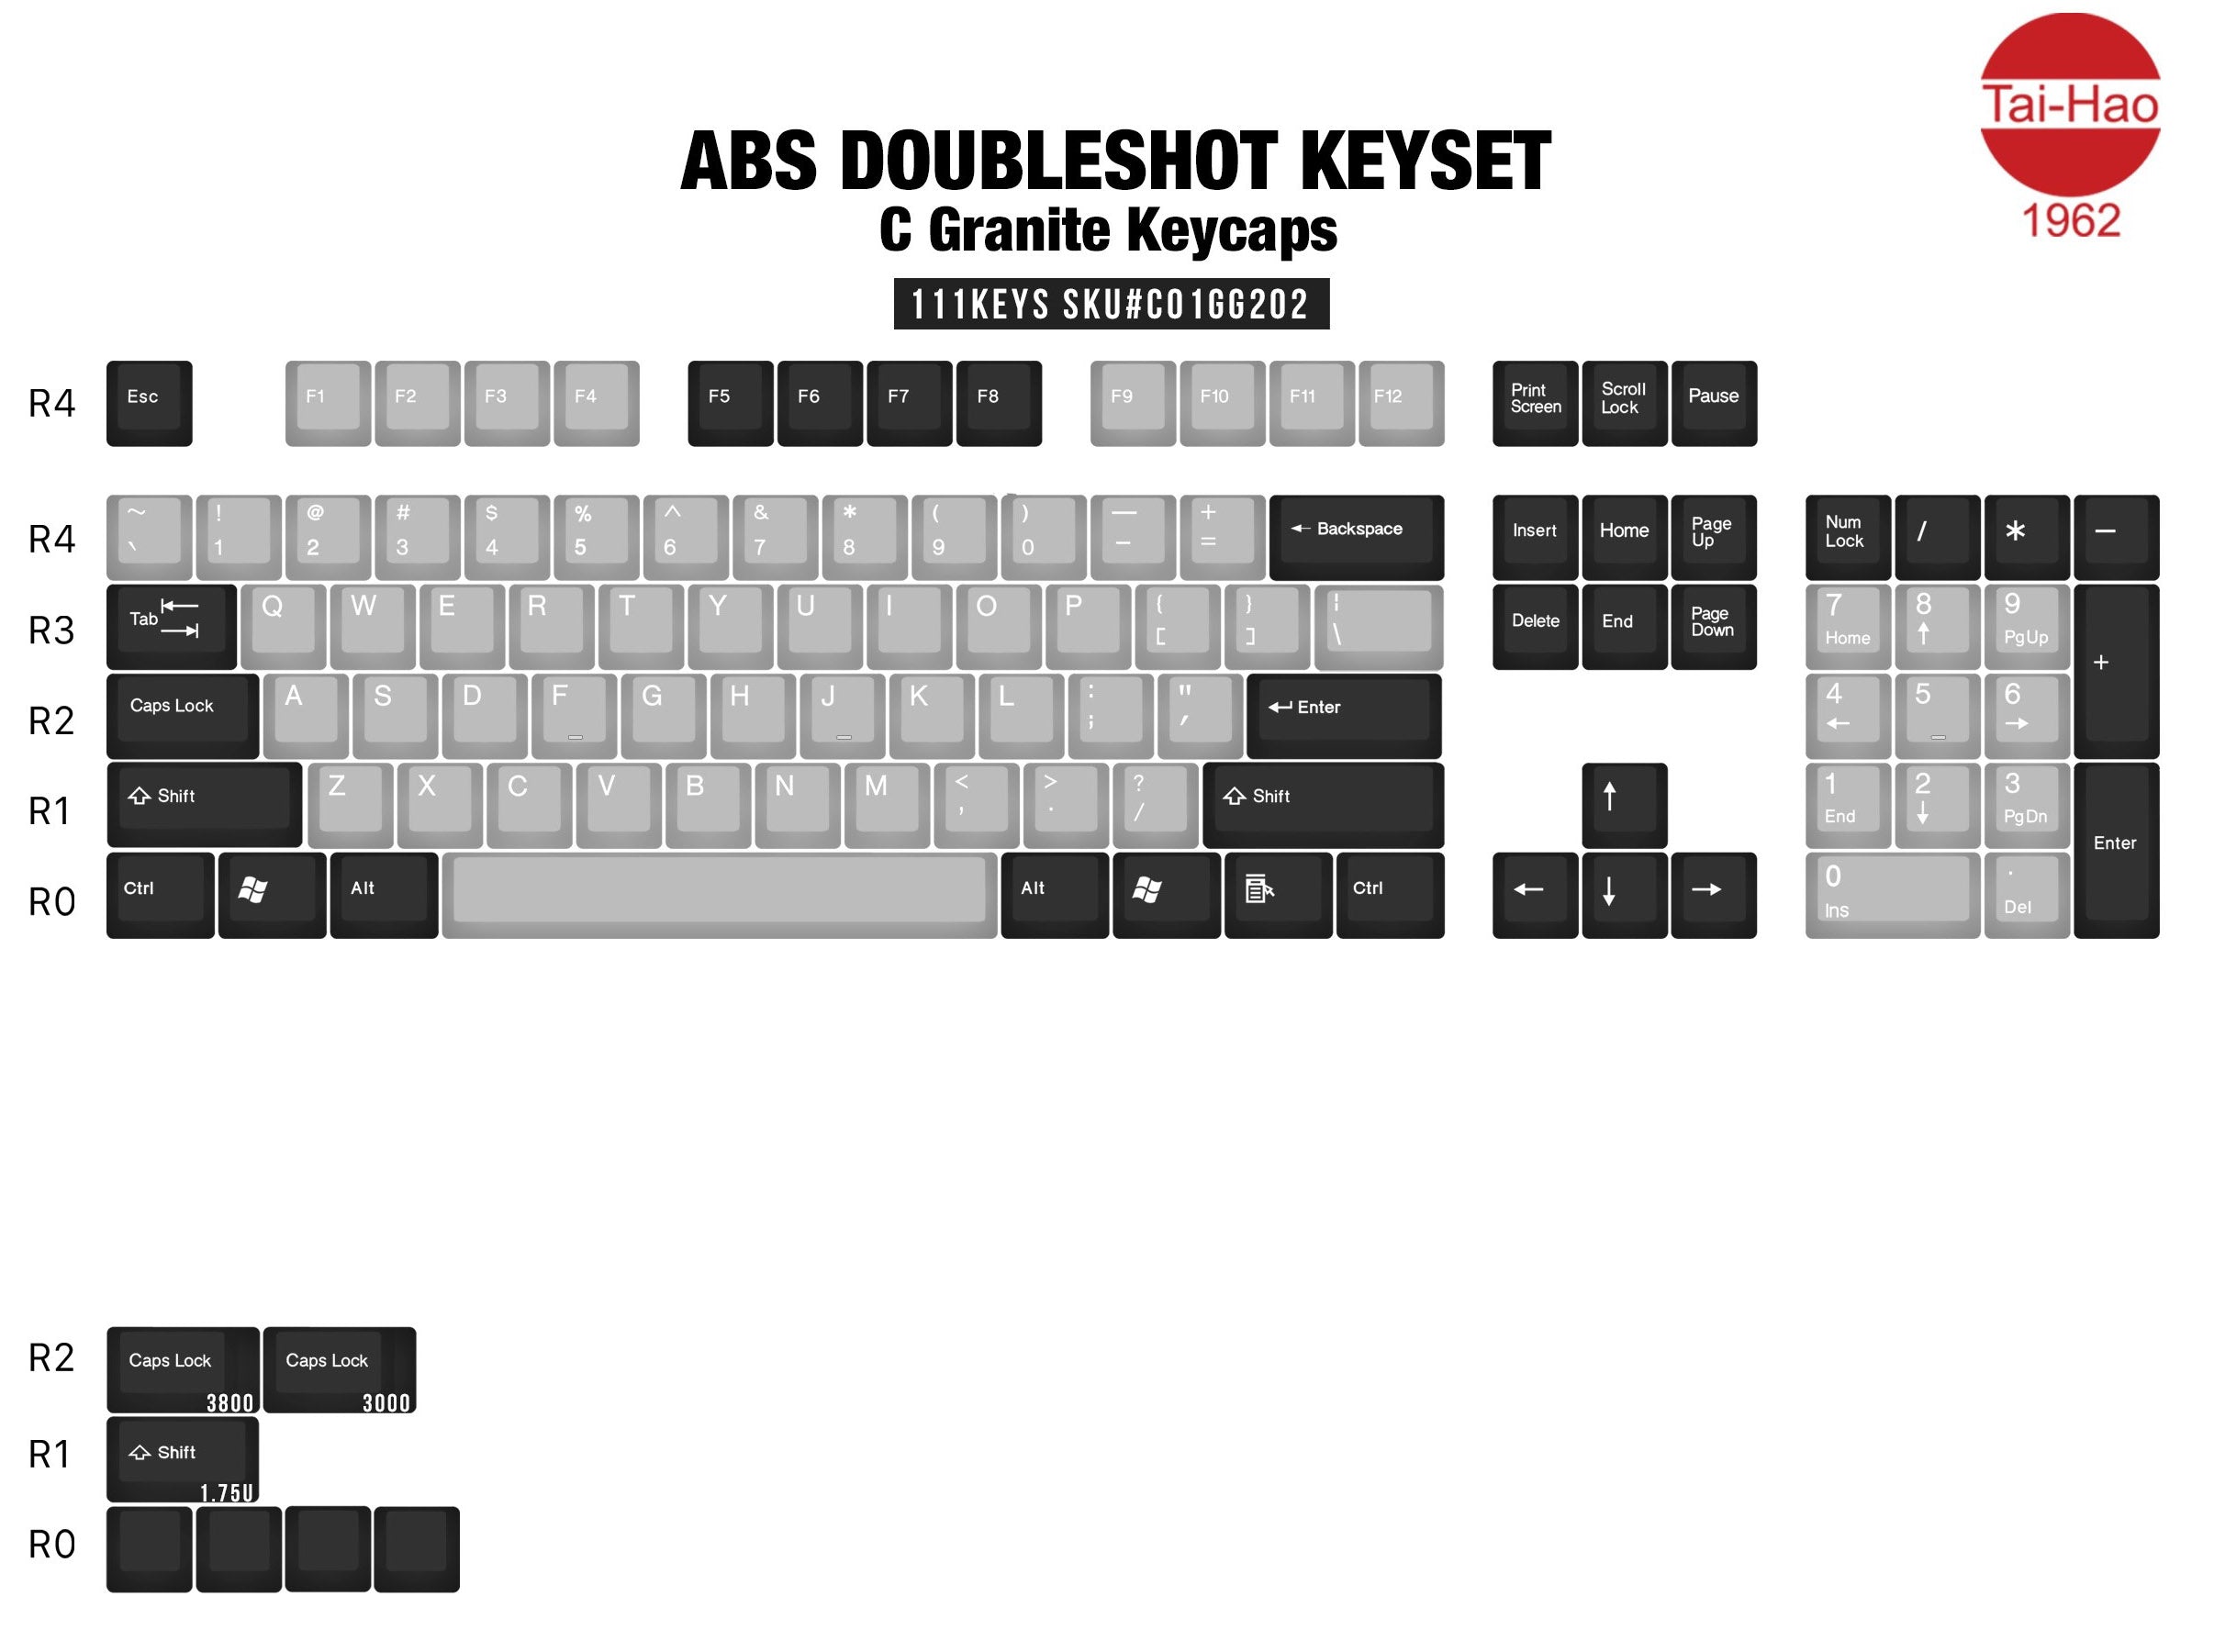 Tai-Hao
1962
ABS DOUBLESHOT KEYSET
C Granite Keycaps
111KEYS SKU#C01GG202
R4 Esc F1 F2 F3 F4 F5 F6 F7 F8 F9 F10 F11 F12 Print Screen Scroll Lock Pause
R4 ~ ` ! 1 @ 2 # 3 $ 4 % 5 ^ 6 & 7 * 8 ( 9 ) 0 — - + = ← Backspace Insert Home Page Up Num Lock / * −
R3 Tab Q W E R T Y U I O P { [ } ] ¦ \ Delete End Page Down 7 Home 8 ↑ 9 PgUp +
R2 Caps Lock A S D F G H J K L : ; " ' ↵ Enter 4 ← 5 6 →
R1 ⇧ Shift Z X C V B N M < , > . ? / ⇧ Shift ↑ 1 End 2 ↓ 3 PgDn Enter
R0 Ctrl Alt Alt Ctrl ← ↓ → 0 Ins . Del
R2 Caps Lock 3800 Caps Lock 3000
R1 ⇧ Shift 1.75U
R0